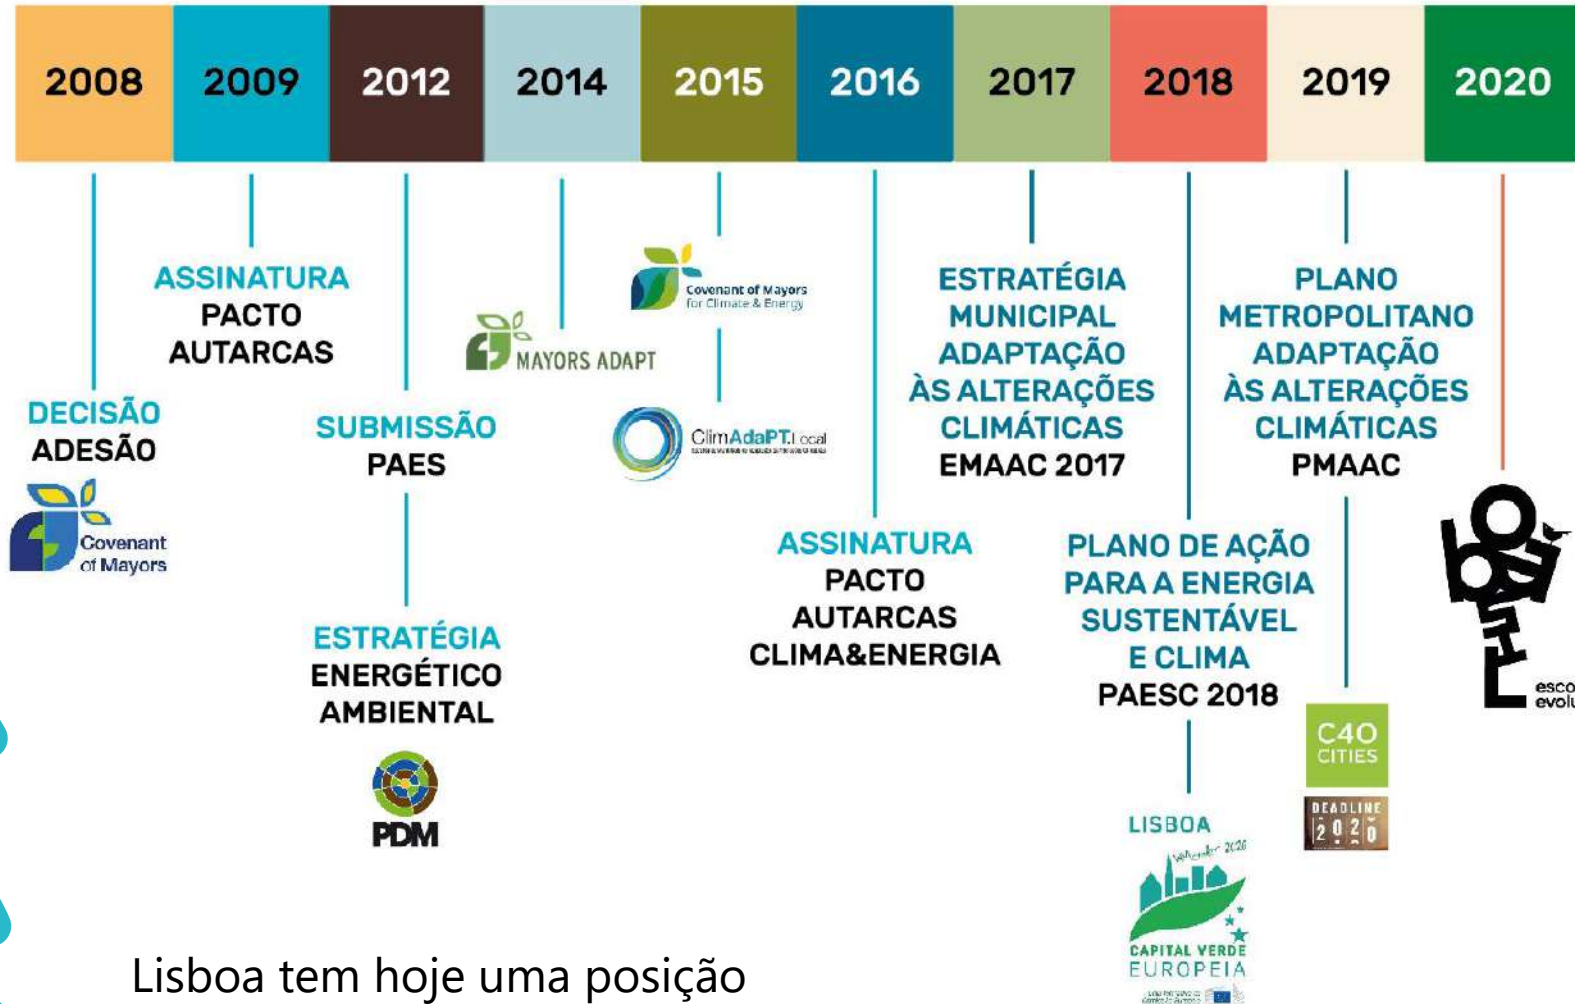 2008
2009
2012
2014
2015
2016
2017
2018
2019
2020
DECISÃO
ADESÃO
Covenant
of Mayors
ASSINATURA
PACTO
AUTARCAS
SUBMISSÃO
PAES
ESTRATÉGIA
ENERGÉTICO
AMBIENTAL
PDM
MAYORS ADAPT
Covenant of Mayors
for Climate & Energy
ClimAdaPT.Local
ASSINATURA
PACTO
AUTARCAS
CLIMA&ENERGIA
ESTRATÉGIA
MUNICIPAL
ADAPTAÇÃO
ÀS ALTERAÇÕES
CLIMÁTICAS
EMAAC 2017
PLANO DE AÇÃO
PARA A ENERGIA
SUSTENTÁVEL
E CLIMA
PAESC 2018
LISBOA
2020
CAPITAL VERDE
EUROPEIA
PLANO
METROPOLITANO
ADAPTAÇÃO
ÀS ALTERAÇÕES
CLIMÁTICAS
PMAAC
C40
CITIES
DEADLINE
2020
LISBOA
esco
evolu
Lisboa tem hoje uma posição